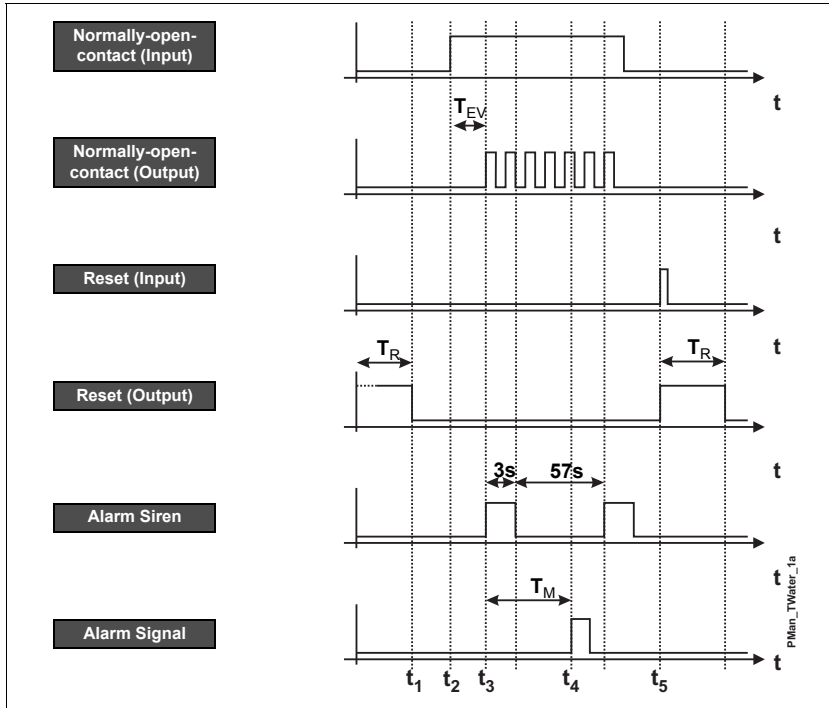 Normally-open-
contact (Input)
t
T_EV
Normally-open-
contact (Output)
t
Reset (Input)
t
T_R
T_R
Reset (Output)
t
3s
57s
Alarm Siren
t
T_M
Alarm Signal
t
t_1
t_2
t_3
t_4
t_5
PMan_TWater_1a